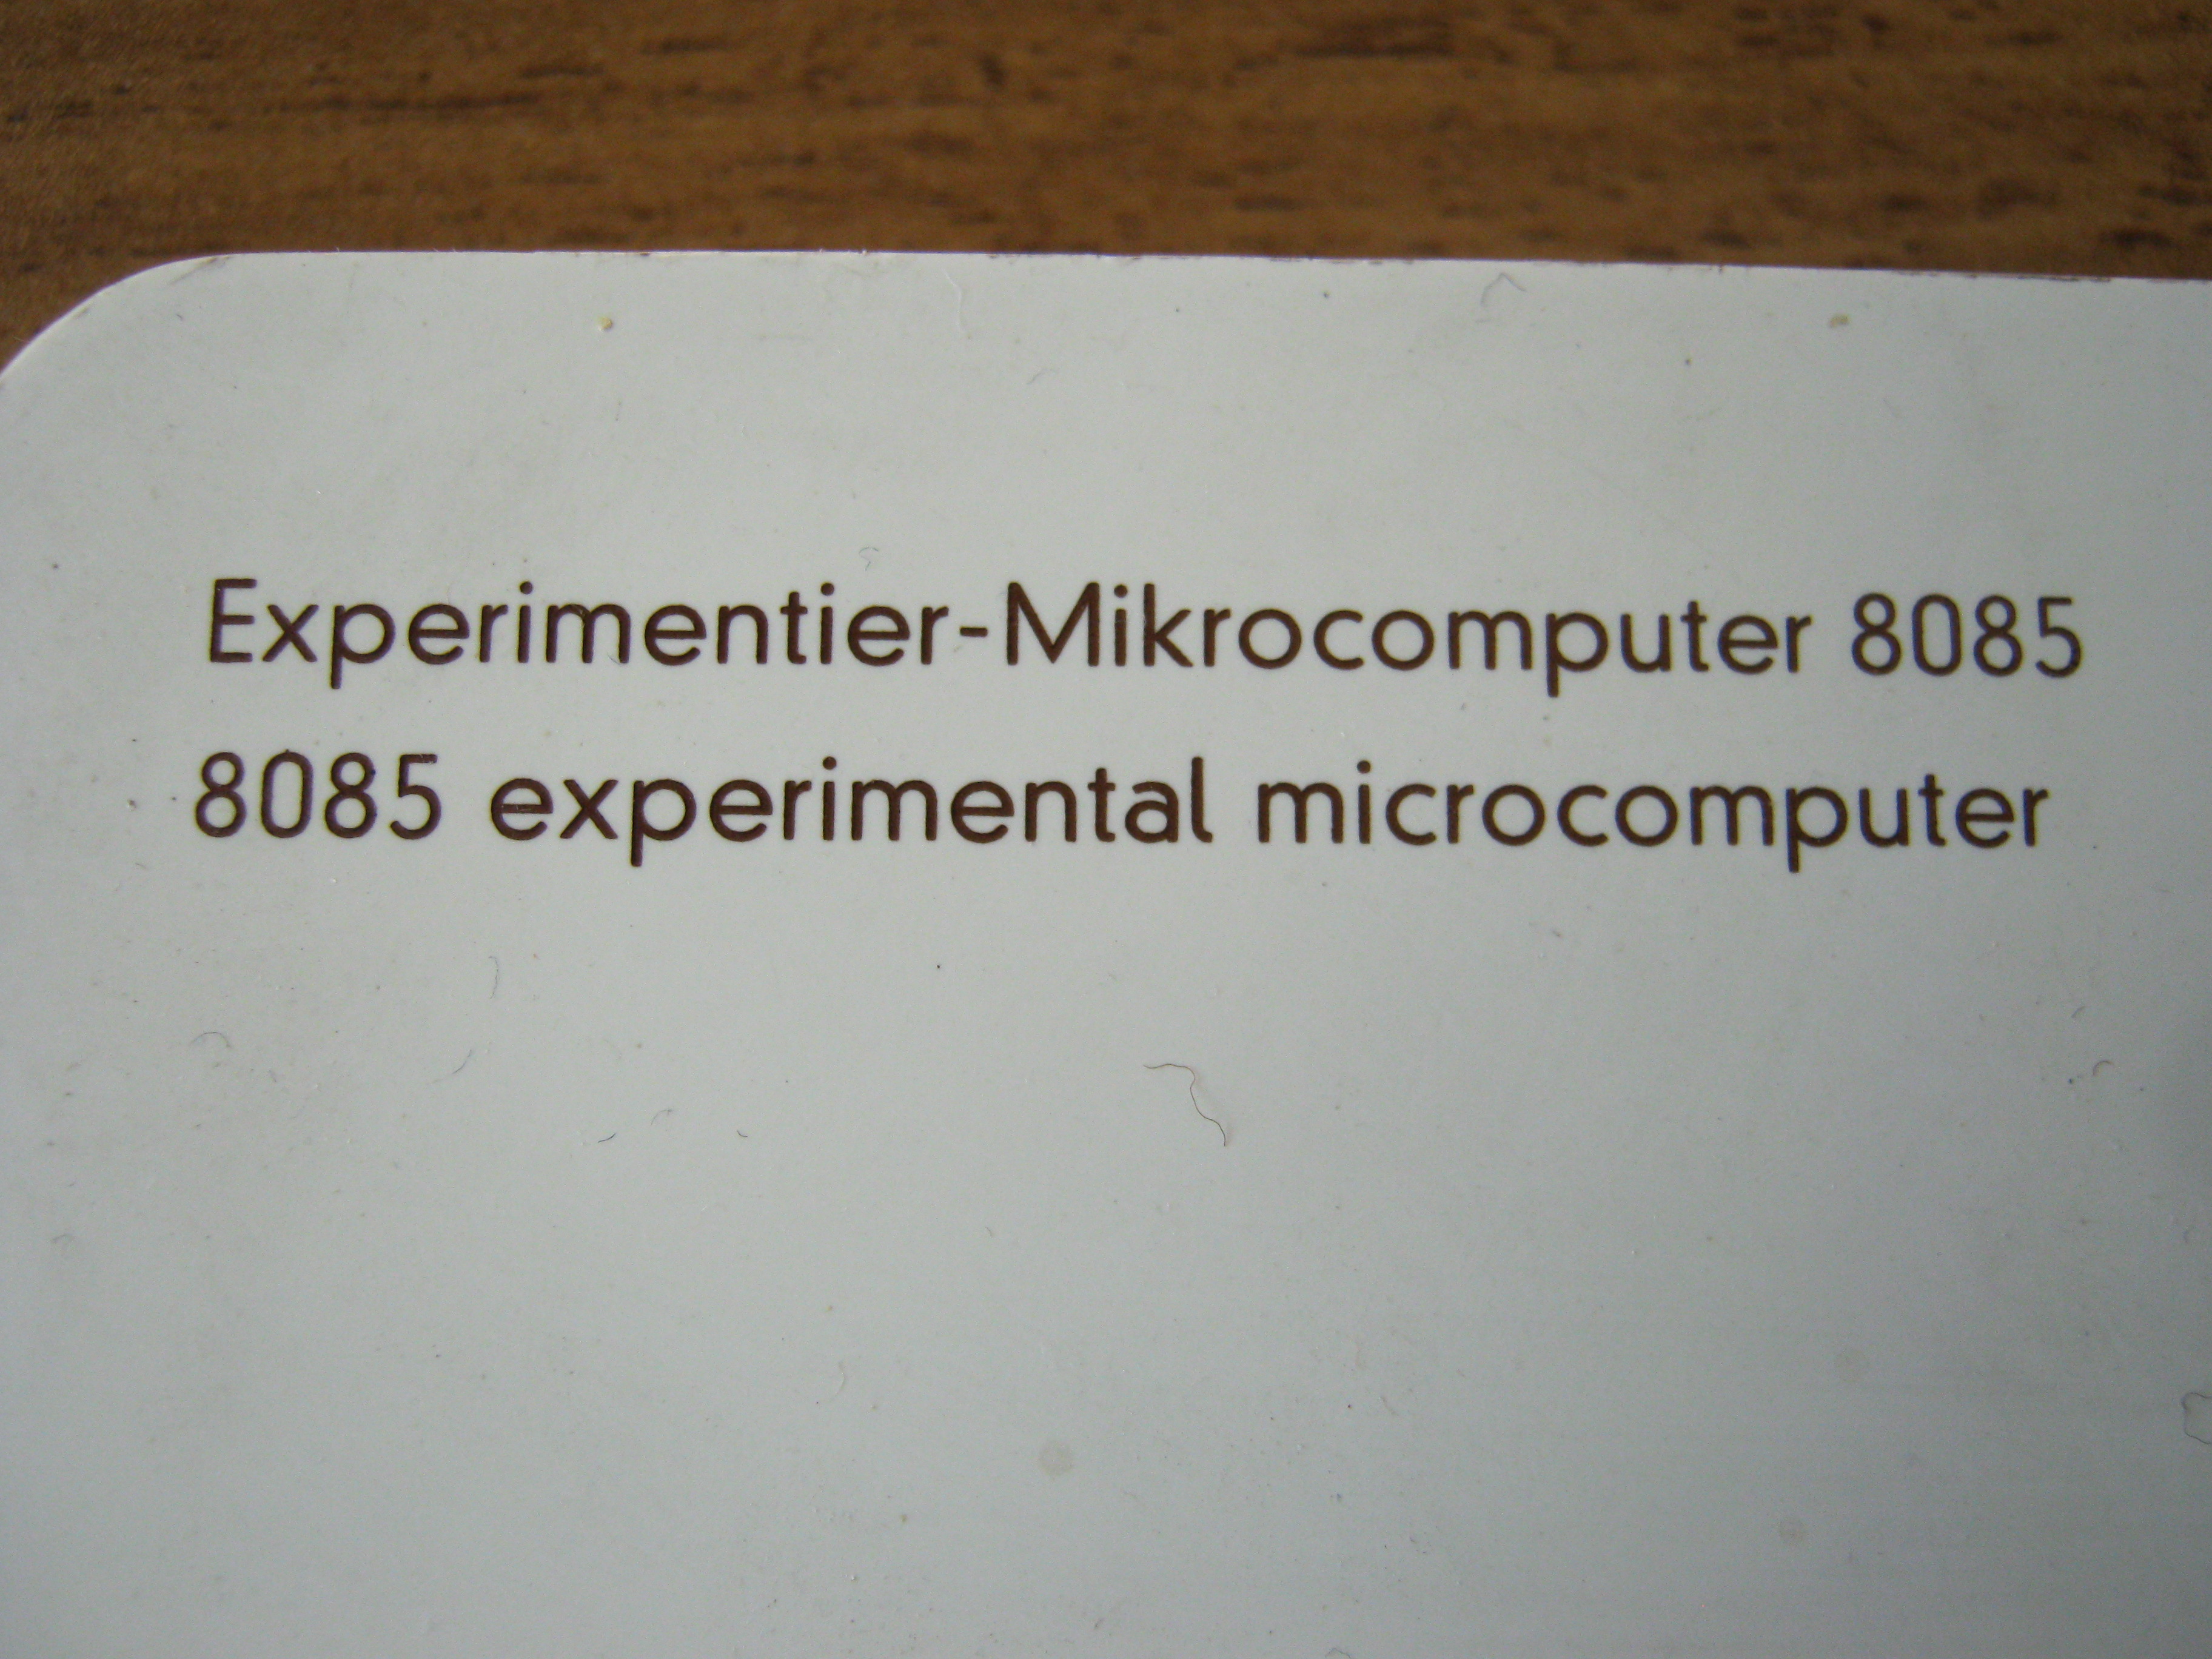 Experimentier-Mikrocomputer 8085
8085 experimental microcomputer